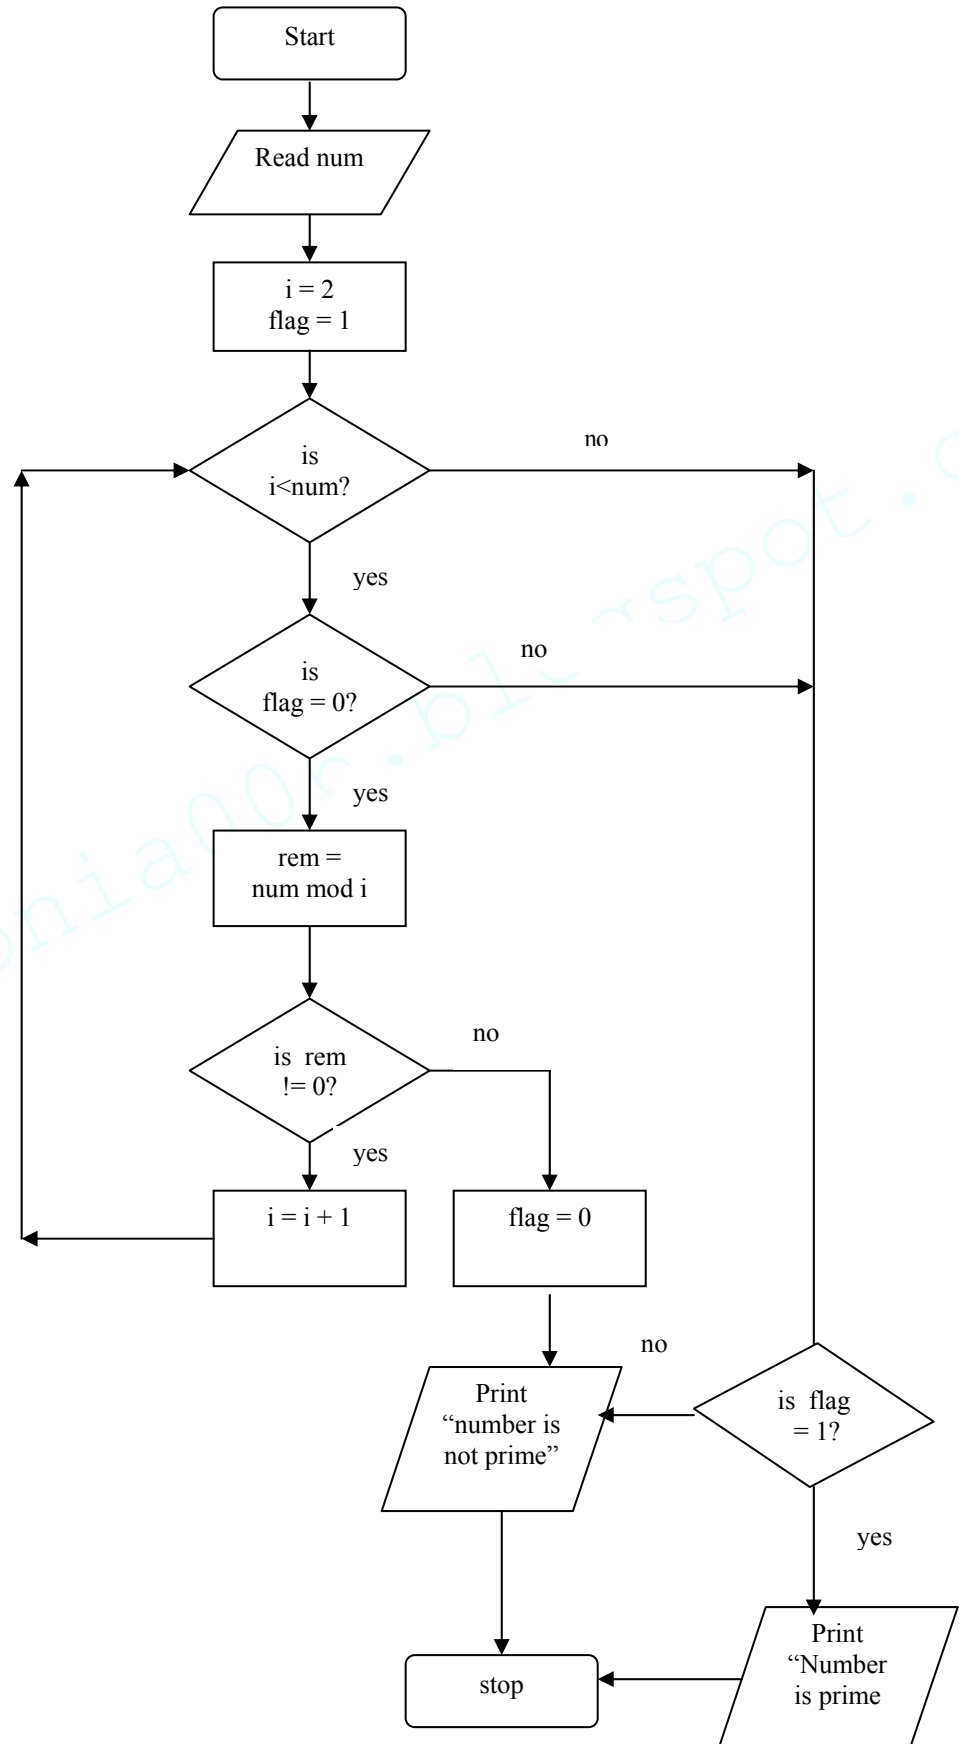 Start
Read num
i = 2
flag = 1
is
i<num?
no
yes
is
flag = 0?
no
yes
rem =
num mod i
is rem
!= 0?
no
yes
i = i + 1
flag = 0
no
Print
“number is
not prime”
is flag
= 1?
yes
Print
“Number
is prime
stop